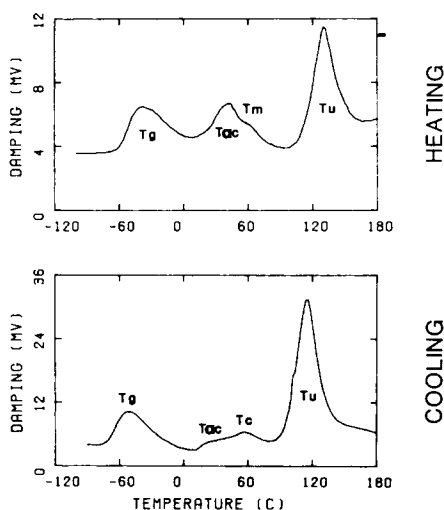 12
8
4
0
DAMPING (MV)
Tg
Tac
Tm
Tu
-120 -60 0 60 120 180
HEATING
36
24
12
0
DAMPING (MV)
Tg
Tac
Tc
Tu
-120 -60 0 60 120 180
TEMPERATURE (C)
COOLING